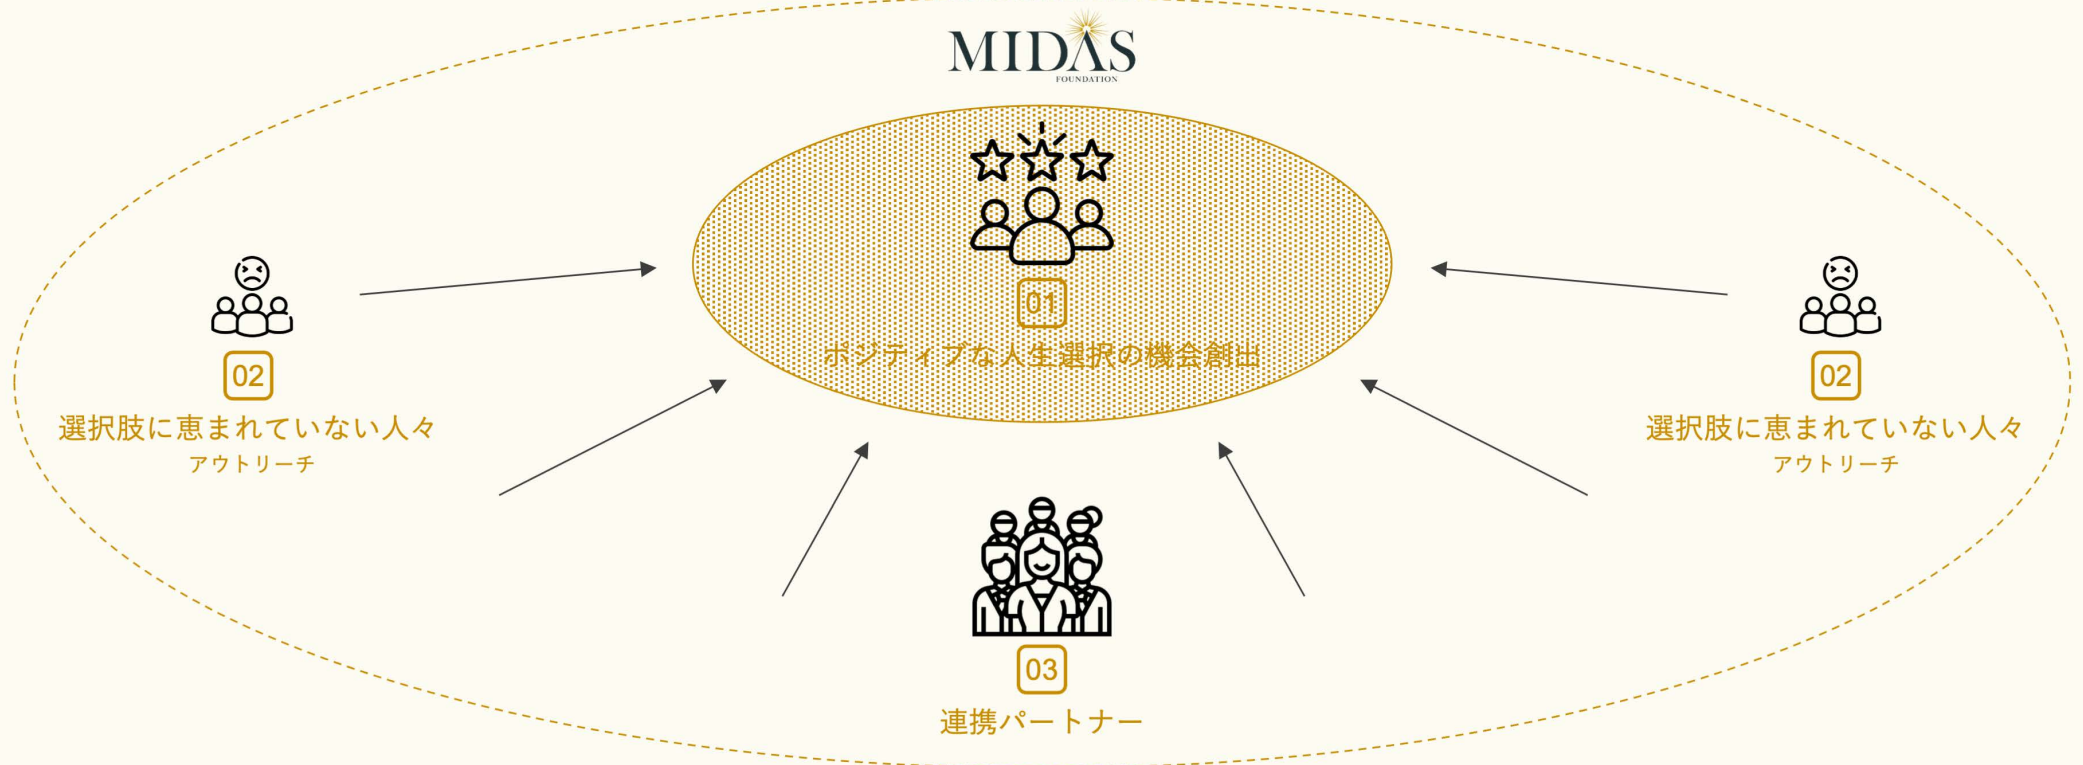 MIDAS
FOUNDATION
01
ポジティブな人生選択の機会創出
02
選択肢に恵まれていない人々
アウトリーチ
02
選択肢に恵まれていない人々
アウトリーチ
03
連携パートナー